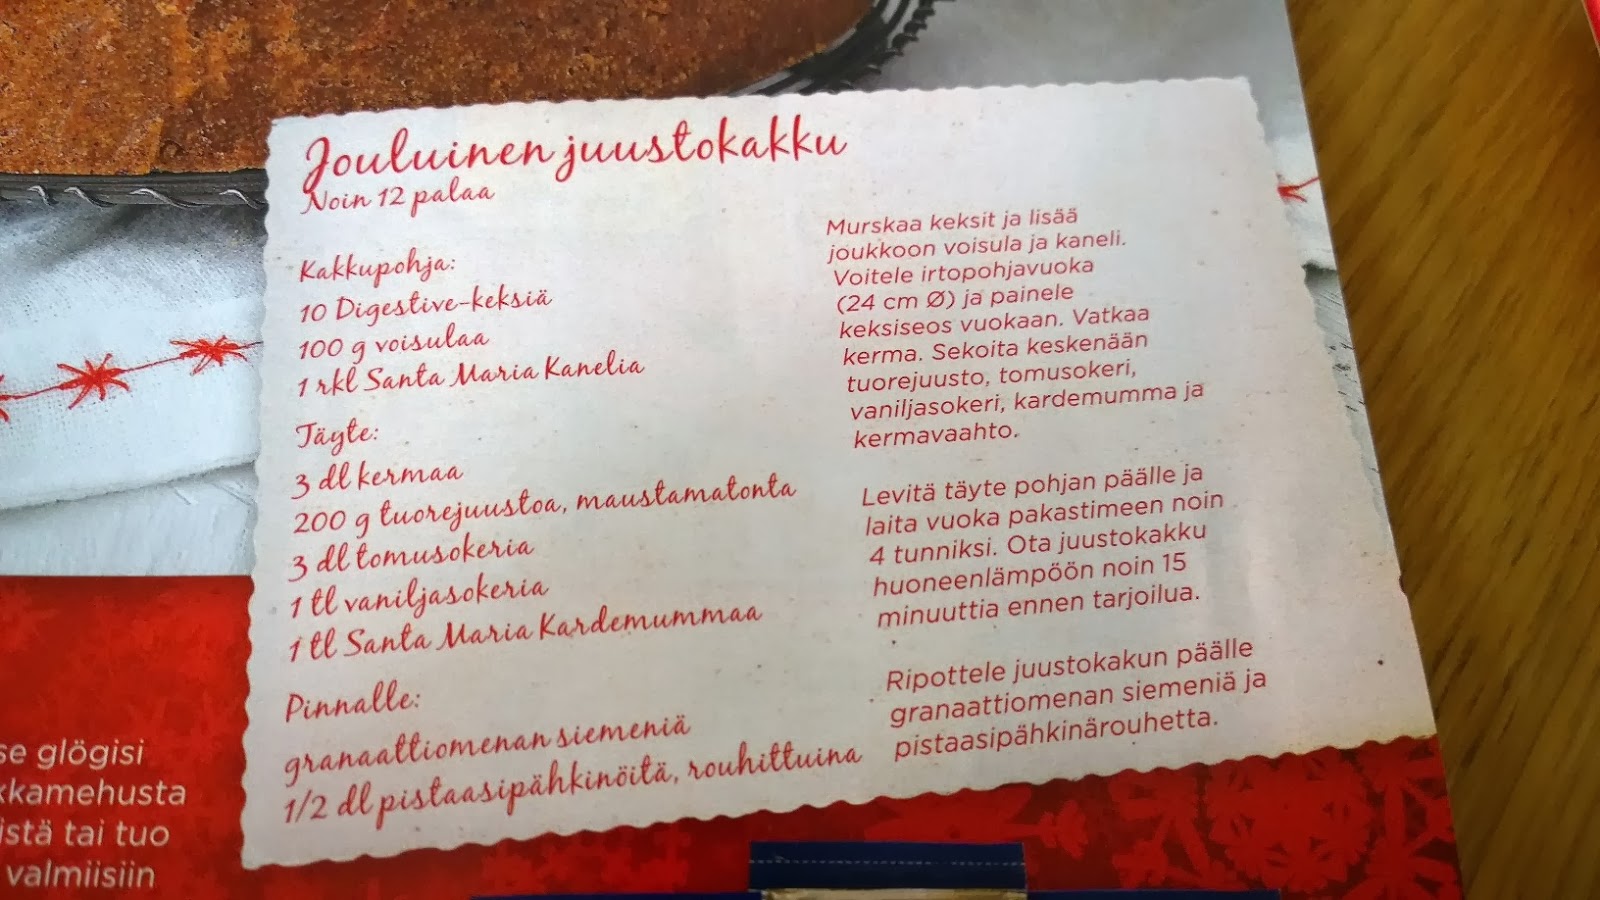 Jouluinen juustokakku
Noin 12 palaa
Kakkupohja:
10 Digestive-keksiä
100 g voisulaa
1 rkl Santa Maria Kanelia
Täyte:
3 dl kermaa
200 g tuorejuustoa, maustamatonta
3 dl tomusokeria
1 tl vaniljasokeria
1 tl Santa Maria Kardemummaa
Pinnalle:
granaattiomenan siemeniä
1/2 dl pistaasipähkinöitä, rouhittuina
Murskaa keksit ja lisää
joukkoon voisula ja kaneli.
Voitele irtopohjavuoka
(24 cm Ø) ja painele
keksiseos vuokaan. Vatkaa
kerma. Sekoita keskenään
tuorejuusto, tomusokeri,
vaniljasokeri, kardemumma ja
kermavaahto.
Levitä täyte pohjan päälle ja
laita vuoka pakastimeen noin
4 tunniksi. Ota juustokakku
huoneenlämpöön noin 15
minuuttia ennen tarjoilua.
Ripottele juustokakun päälle
granaattiomenan siemeniä ja
pistaasipähkinärouhetta.
se glögisi
kkamehusta
istä tai tuo
valmiisiin